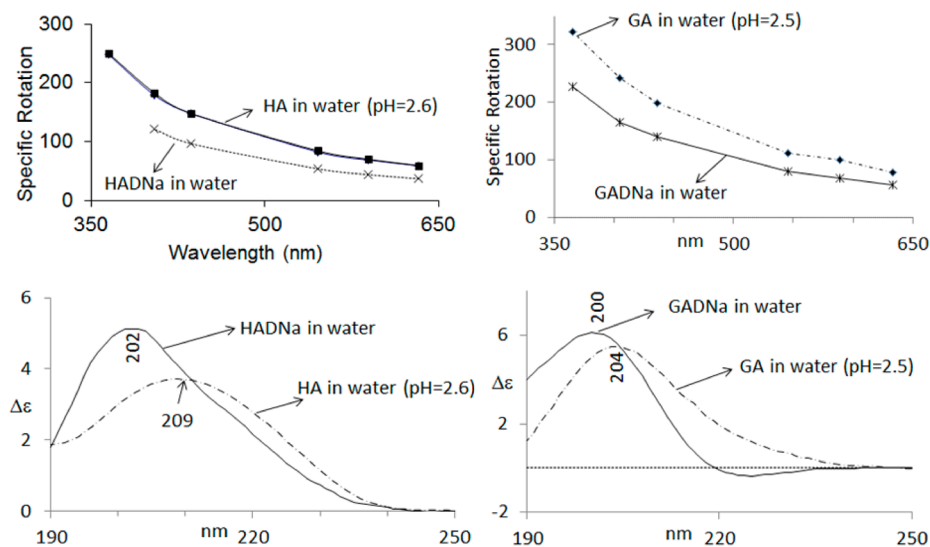 300
200
100
0
Specific Rotation
HA in water (pH=2.6)
HADNa in water
350
500
650
Wavelength (nm)
GA in water (pH=2.5)
300
200
100
0
Specific Rotation
GADNa in water
350
nm
500
650
6
4
Δε
2
0
HADNa in water
202
HA in water (pH=2.6)
209
190
nm
220
250
200
GADNa in water
6
204
GA in water (pH=2.5)
Δε
2
-2
190
nm
220
250